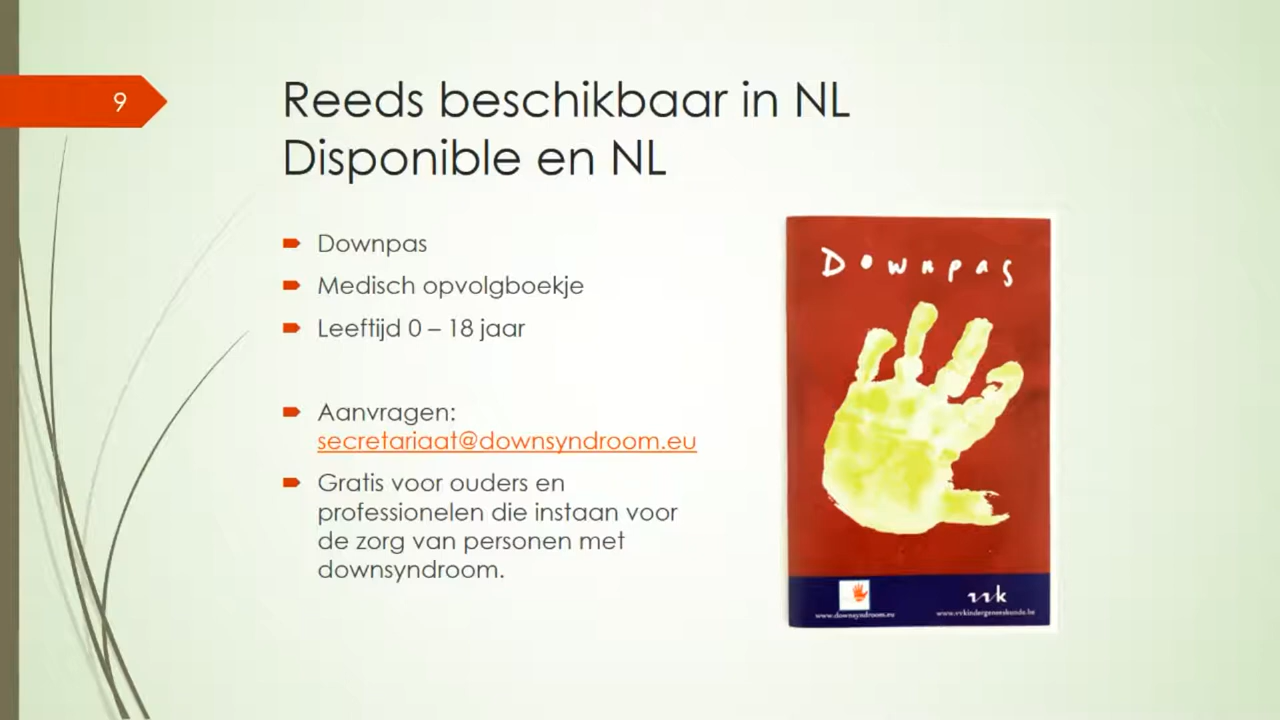 9
Reeds beschikbaar in NL
Disponible en NL
Downpas
Medisch opvolgboekje
Leeftijd 0 – 18 jaar
Aanvragen:
secretariaat@downsyndroom.eu
Gratis voor ouders en
professionelen die instaan voor
de zorg van personen met
downsyndroom.
Downpas
vvk
www.downsyndroom.eu
www.vvkindergeneeskunde.be